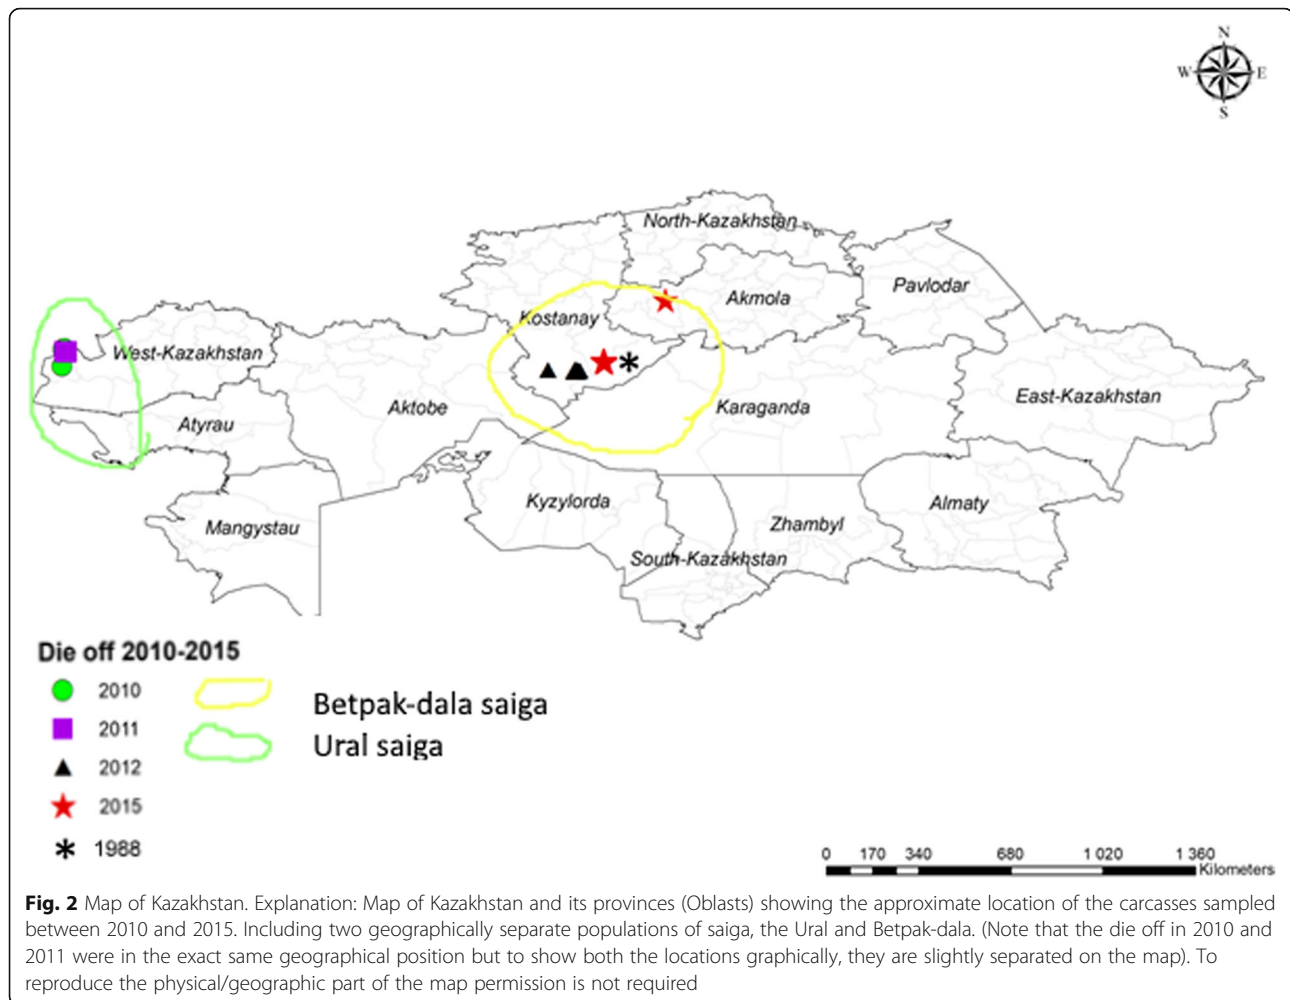 N
W E
S
North-Kazakhstan
Pavlodar
Akmola
Kostanay
West-Kazakhstan
East-Kazakhstan
Aktobe
Karaganda
Atyrau
Kyzylorda
Almaty
Mangystau
Zhambyl
South-Kazakhstan
Die off 2010-2015
2010
2011
2012
2015
1988
Betpak-dala saiga
Ural saiga
0 170 340 680 1 020 1 360
Kilometers
Fig. 2 Map of Kazakhstan. Explanation: Map of Kazakhstan and its provinces (Oblasts) showing the approximate location of the carcasses sampled
between 2010 and 2015. Including two geographically separate populations of saiga, the Ural and Betpak-dala. (Note that the die off in 2010 and
2011 were in the exact same geographical position but to show both the locations graphically, they are slightly separated on the map). To
reproduce the physical/geographic part of the map permission is not required